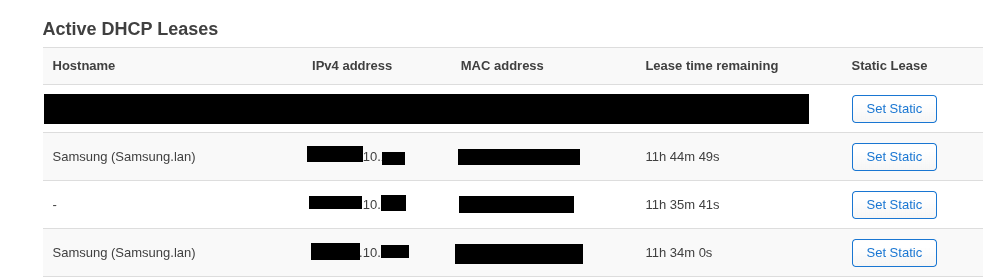 Active DHCP Leases
Hostname IPv4 address MAC address Lease time remaining Static Lease
Set Static
Samsung (Samsung.lan) 10. 11h 44m 49s Set Static
- 10. 11h 35m 41s Set Static
Samsung (Samsung.lan) .10. 11h 34m 0s Set Static